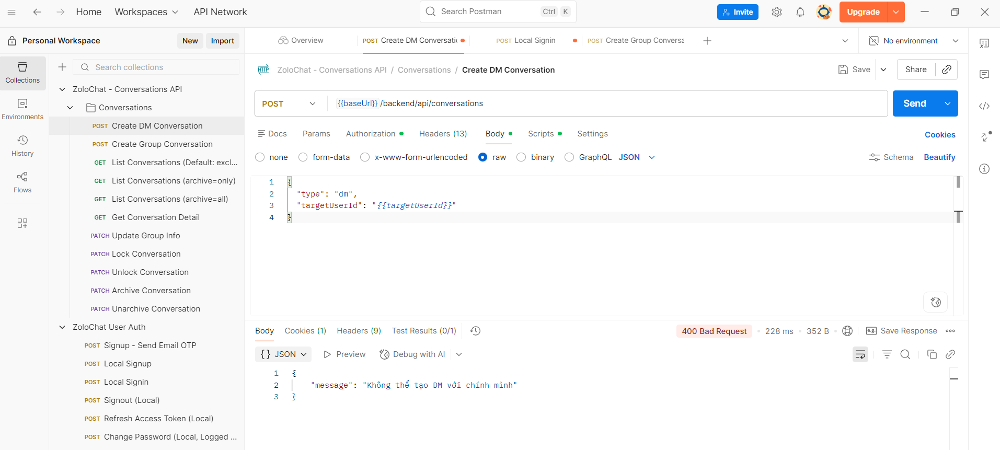 Home Workspaces API Network Search Postman Ctrl K Invite Upgrade
Personal Workspace New Import
Overview POST Create DM Conversatic POST Local Signin POST Create Group Conversa No environment
Collections
Environments
History
Flows
Search collections
ZoloChat - Conversations API
Conversations
POST Create DM Conversation
POST Create Group Conversation
GET List Conversations (Default: excl...
GET List Conversations (archive=only)
GET List Conversations (archive=all)
GET Get Conversation Detail
PATCH Update Group Info
PATCH Lock Conversation
PATCH Unlock Conversation
PATCH Archive Conversation
PATCH Unarchive Conversation
ZoloChat User Auth
POST Signup - Send Email OTP
POST Local Signup
POST Local Signin
POST Signout (Local)
POST Refresh Access Token (Local)
POST Change Password (Local, Logged ...
HTTP ZoloChat - Conversations API / Conversations / Create DM Conversation Save Share
POST {{baseUrl}}/backend/api/conversations Send
Docs Params Authorization Headers (13) Body Scripts Settings Cookies
none form-data x-www-form-urlencoded raw binary GraphQL JSON Schema Beautify
1 {
2 "type": "dm",
3 "targetUserId": "{{targetUserId}}"
4 }
Body Cookies (1) Headers (9) Test Results (0/1) 400 Bad Request 228 ms 352 B e.g. Save Response
{} JSON Preview Debug with AI
1 {
2 "message": "Không thể tạo DM với chính mình"
3 }